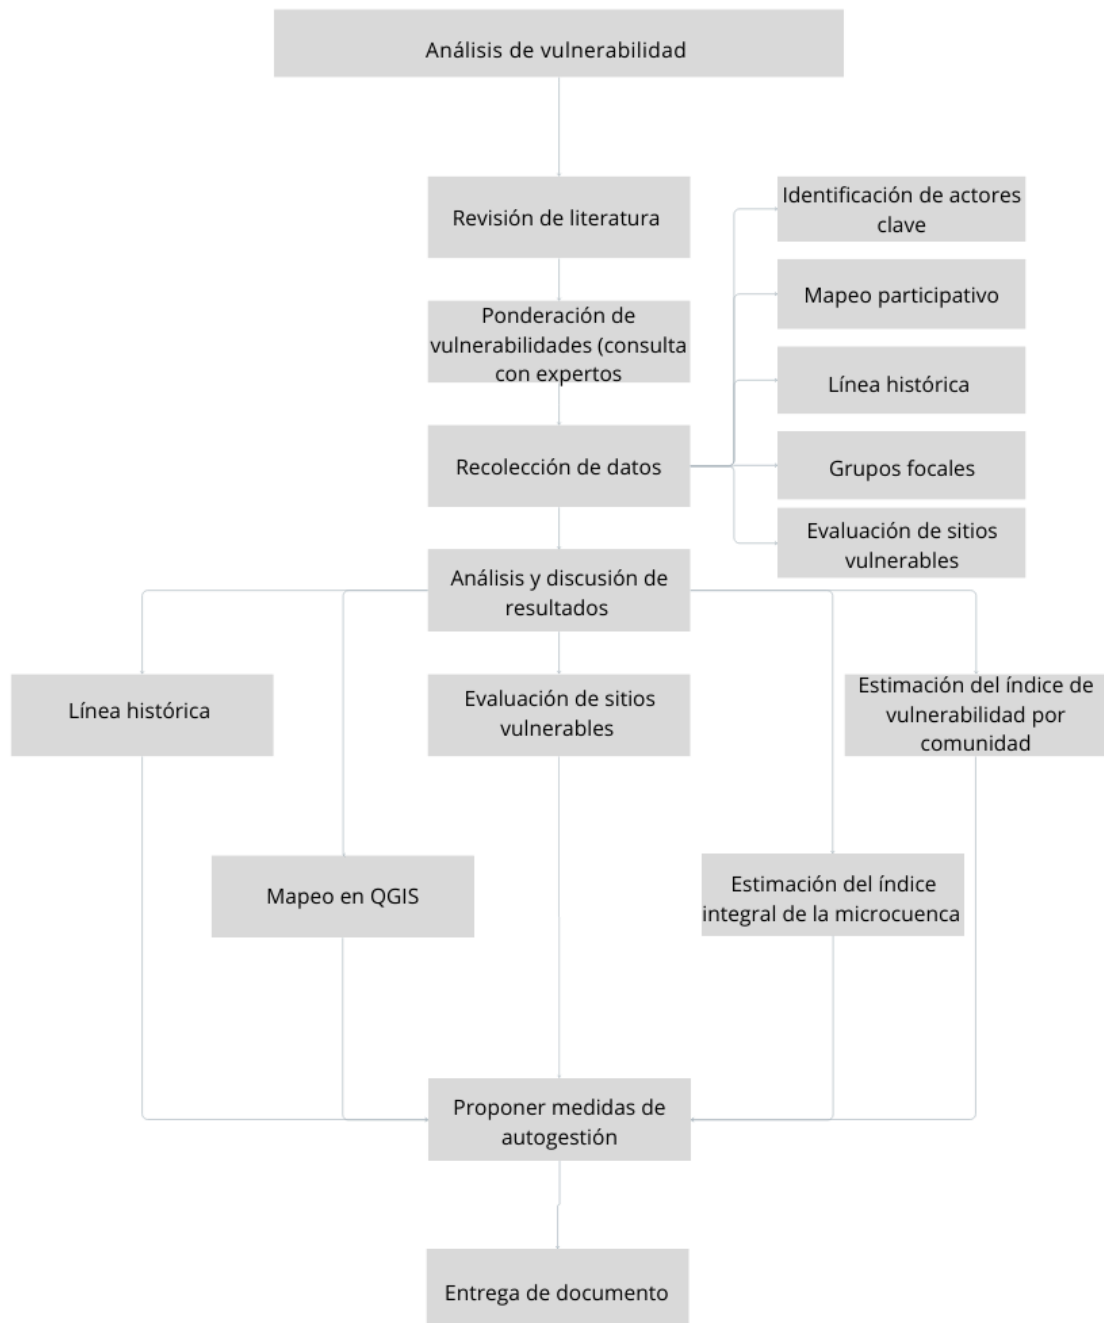 Análisis de vulnerabilidad
Revisión de literatura
Ponderación de
vulnerabilidades (consulta
con expertos
Recolección de datos
Identificación de actores
clave
Mapeo participativo
Línea histórica
Grupos focales
Evaluación de sitios
vulnerables
Análisis y discusión de
resultados
Línea histórica
Mapeo en QGIS
Evaluación de sitios
vulnerables
Estimación del índice
integral de la microcuenca
Estimación del índice de
vulnerabilidad por
comunidad
Proponer medidas de
autogestión
Entrega de documento